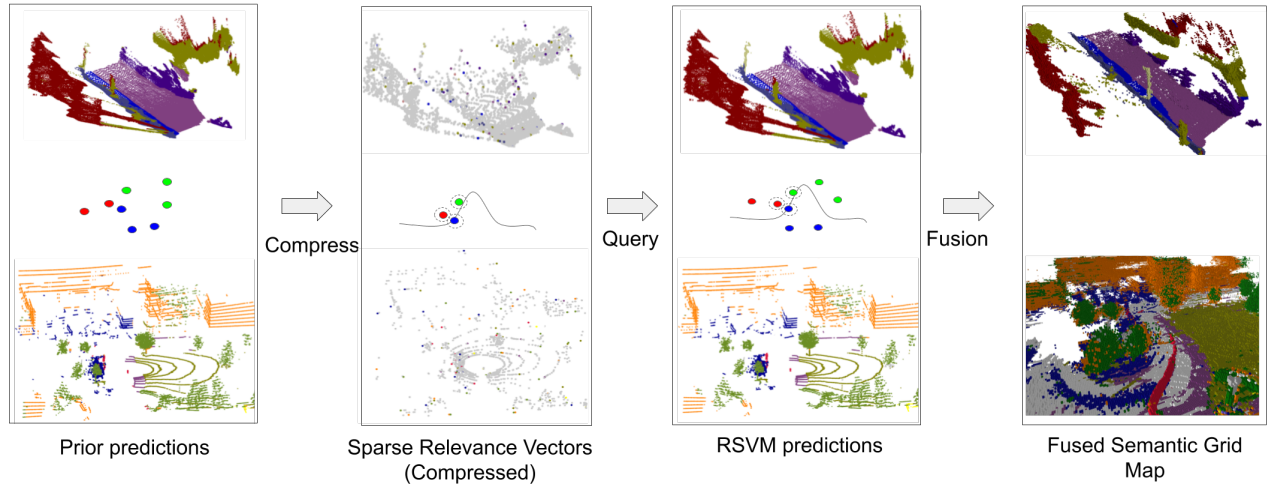 Compress
Query
Fusion
Prior predictions
Sparse Relevance Vectors
(Compressed)
RSVM predictions
Fused Semantic Grid
Map